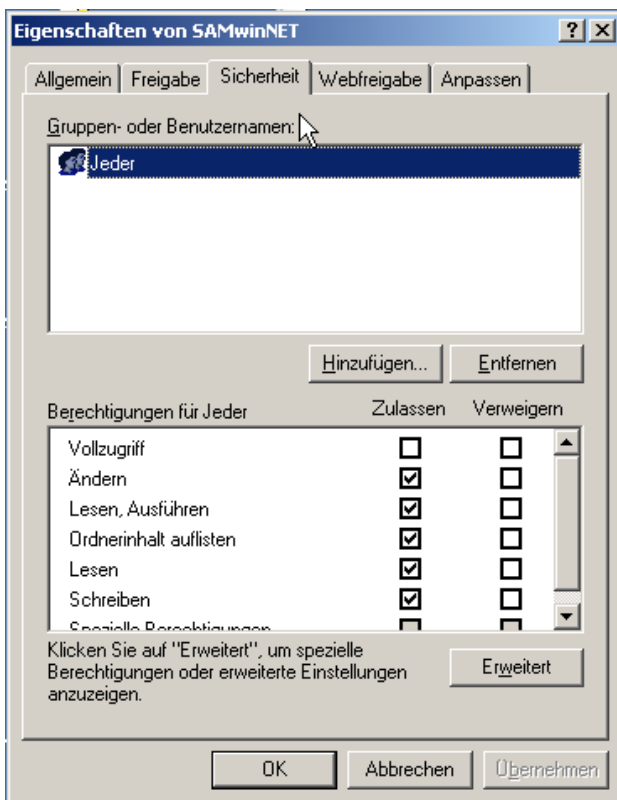 Eigenschaften von SAMwinNET
Allgemein Freigabe Sicherheit Webfreigabe Anpassen
Gruppen- oder Benutzernamen:
Jeder
Hinzufügen... Entfernen
Berechtigungen für Jeder Zulassen Verweigern
Vollzugriff
Ändern
Lesen, Ausführen
Ordnerinhalt auflisten
Lesen
Schreiben
Spezielle Berechtigungen
Klicken Sie auf "Erweitert", um spezielle
Berechtigungen oder erweiterte Einstellungen
anzuzeigen.
Erweitert
OK Abbrechen Übernehmen